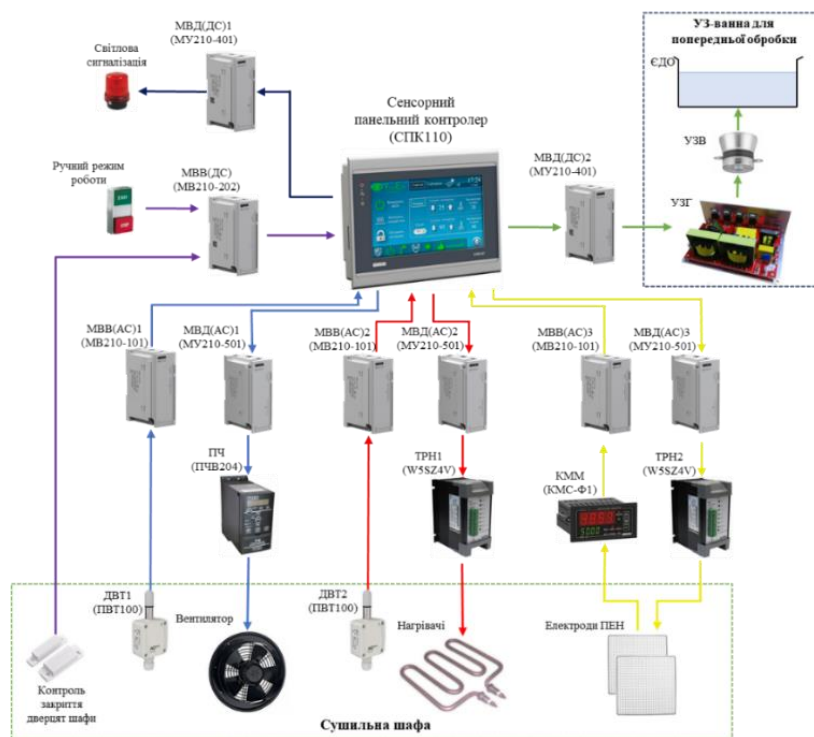 МВД(ДС)1
(МУ210-401)
Світлова
сигналізація
УЗ-ванна для
попередньої обробки
ЄДО
Сенсорний
панельний контролер
(СПК110)
УЗВ
Ручний режим
роботи
МВВ(ДС)
(МВ210-202)
МВД(ДС)2
(МУ210-401)
УЗГ
МВВ(АС)1
(МВ210-101)
МВД(АС)1
(МУ210-501)
МВВ(АС)2
(МВ210-101)
МВД(АС)2
(МУ210-501)
МВВ(АС)3
(МВ210-101)
МВД(АС)3
(МУ210-501)
ПЧ
(ПЧВ204)
ТРН1
(W5SZ4V)
КММ
(КМС-Ф1)
ТРН2
(W5SZ4V)
ДВТ1
(ПВТ100)
Вентилятор
ДВТ2
(ПВТ100)
Нагрівачі
Електроди ПЕН
Контроль
закриття
дверцят шафи
Сушильна шафа